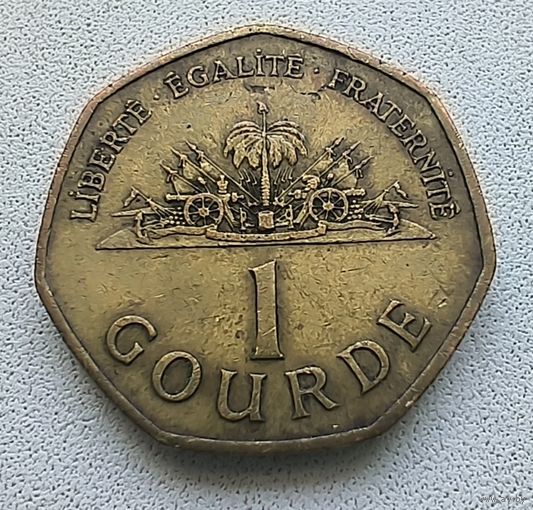 LIBERTÉ · ÉGALITÉ · FRATERNITÉ
1
GOURDE